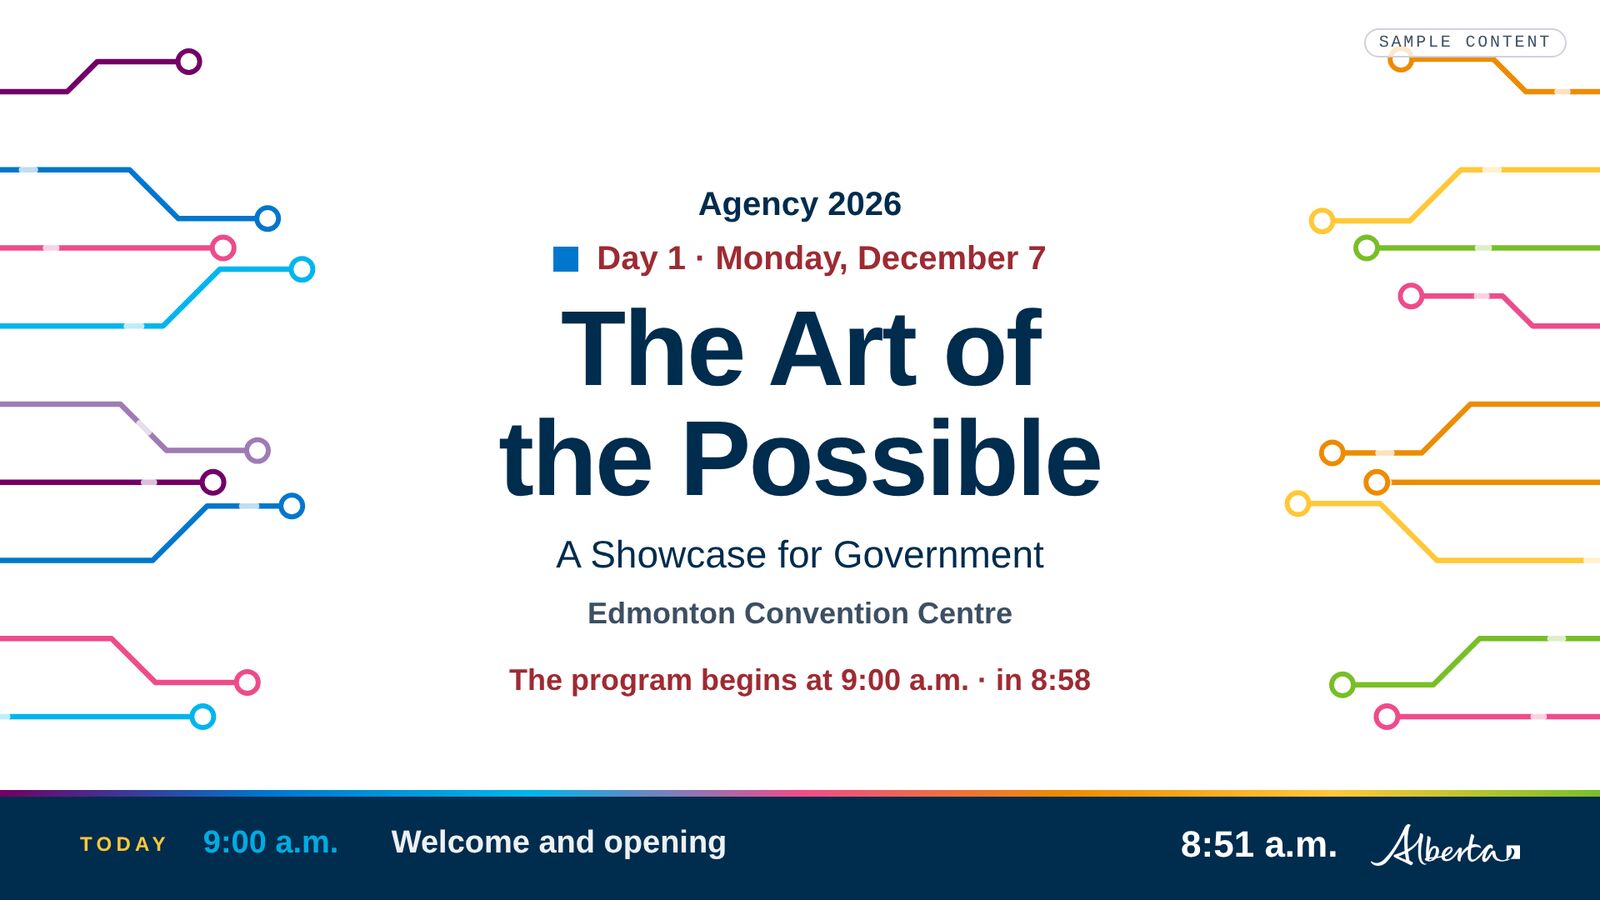 SAMPLE CONTENT
Agency 2026
Day 1 · Monday, December 7
The Art of
the Possible
A Showcase for Government
Edmonton Convention Centre
The program begins at 9:00 a.m. · in 8:58
TODAY 9:00 a.m. Welcome and opening 8:51 a.m. Alberta